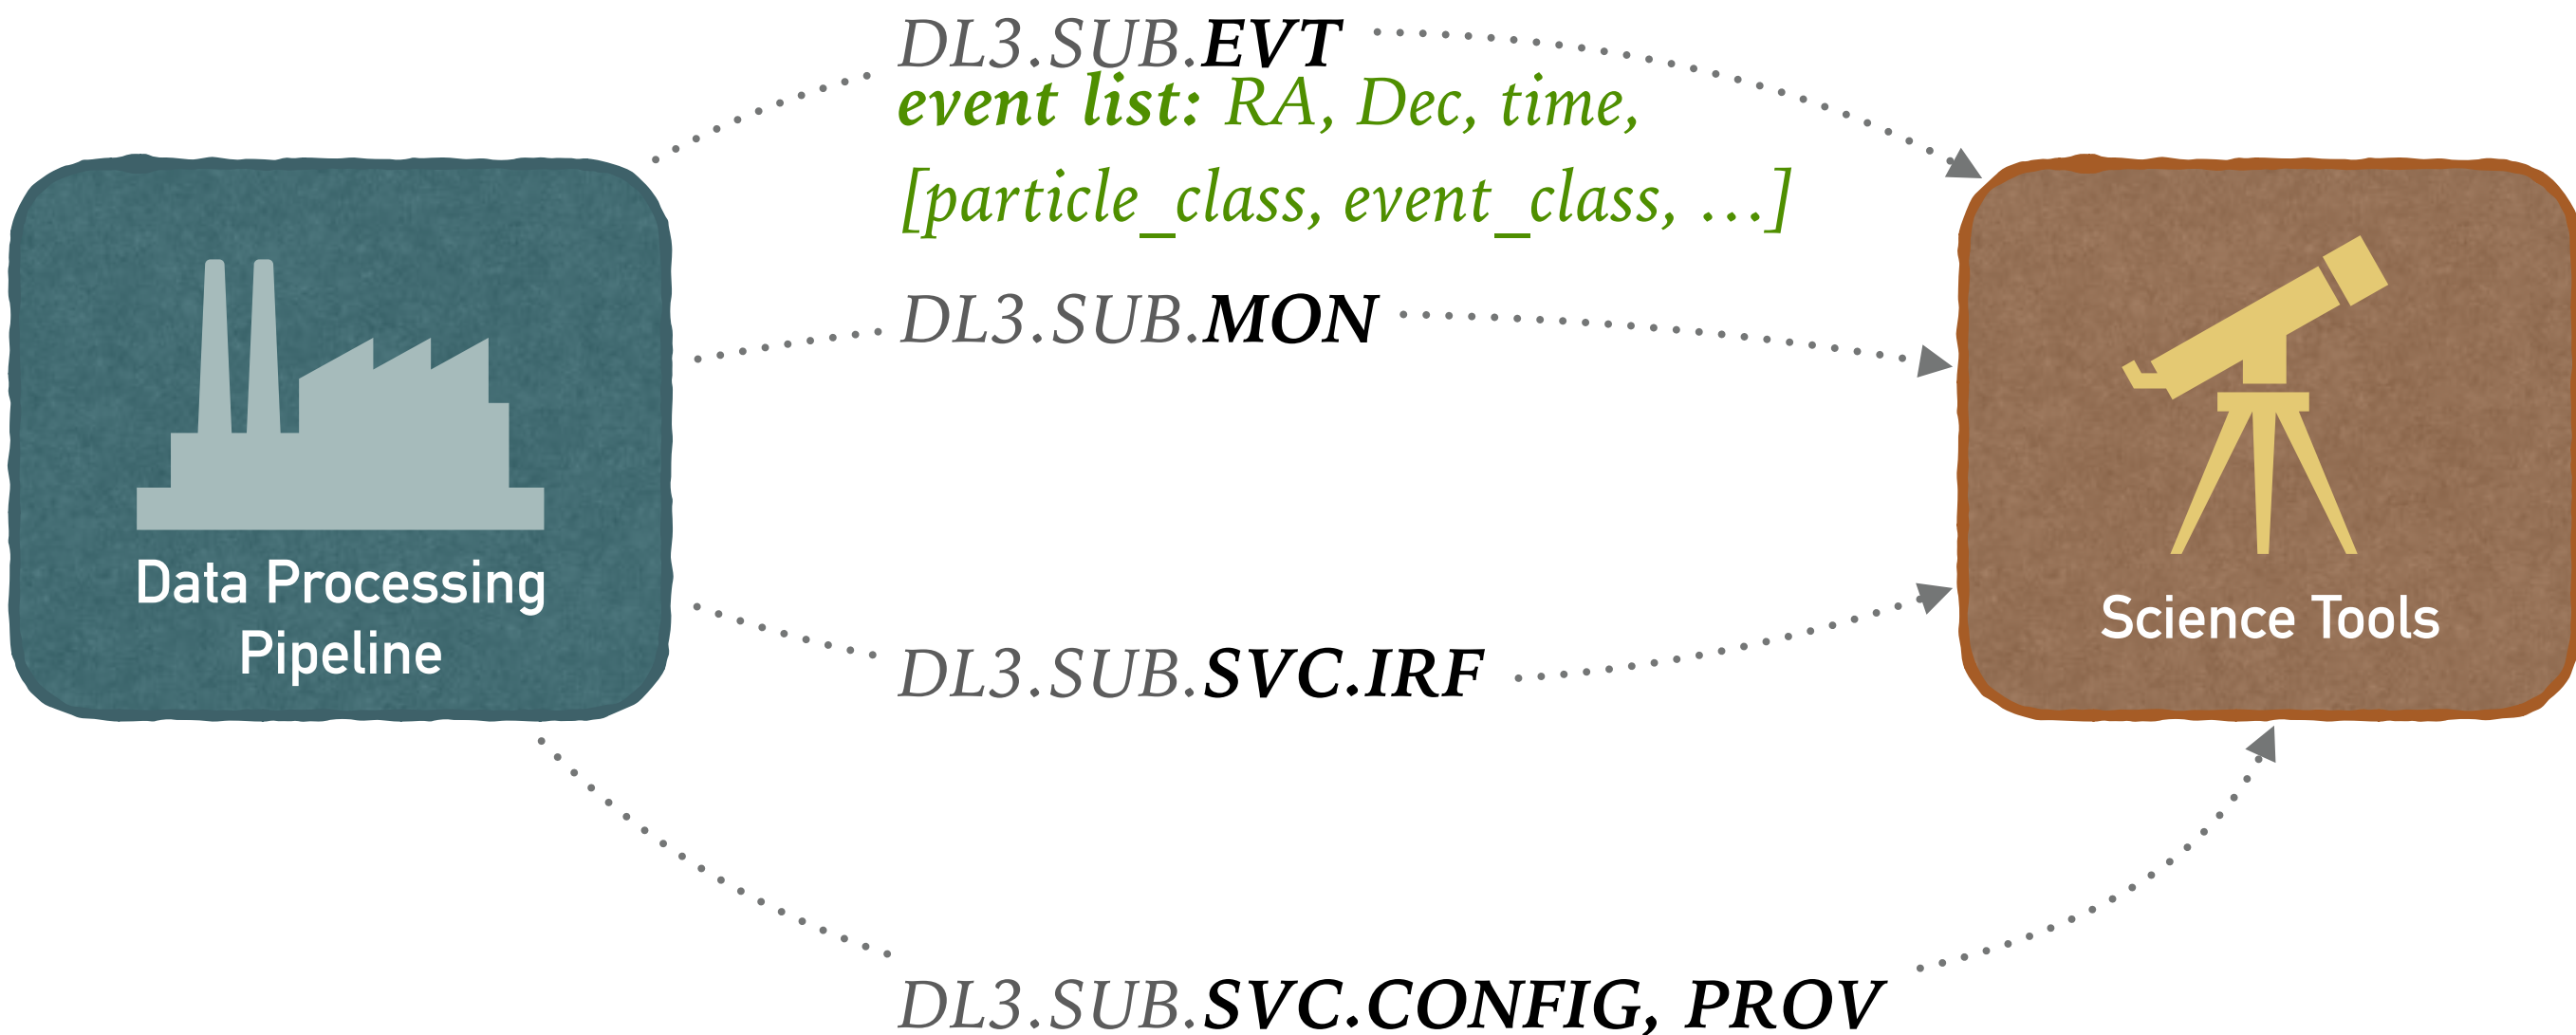 DL3.SUB.EVT
event list: RA, Dec, time,
[particle_class, event_class, …]
DL3.SUB.MON
Data Processing
Pipeline
Science Tools
DL3.SUB.SVC.IRF
DL3.SUB.SVC.CONFIG, PROV